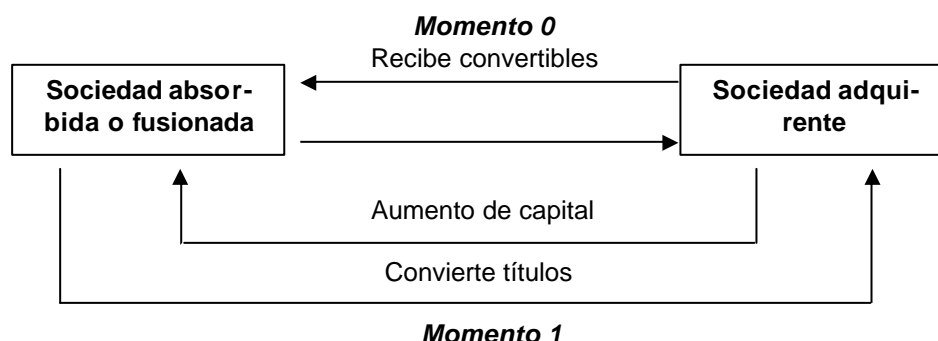 Momento 0
Recibe convertibles
Sociedad absor-
bida o fusionada
Sociedad adqui-
rente
Aumento de capital
Convierte títulos
Momento 1